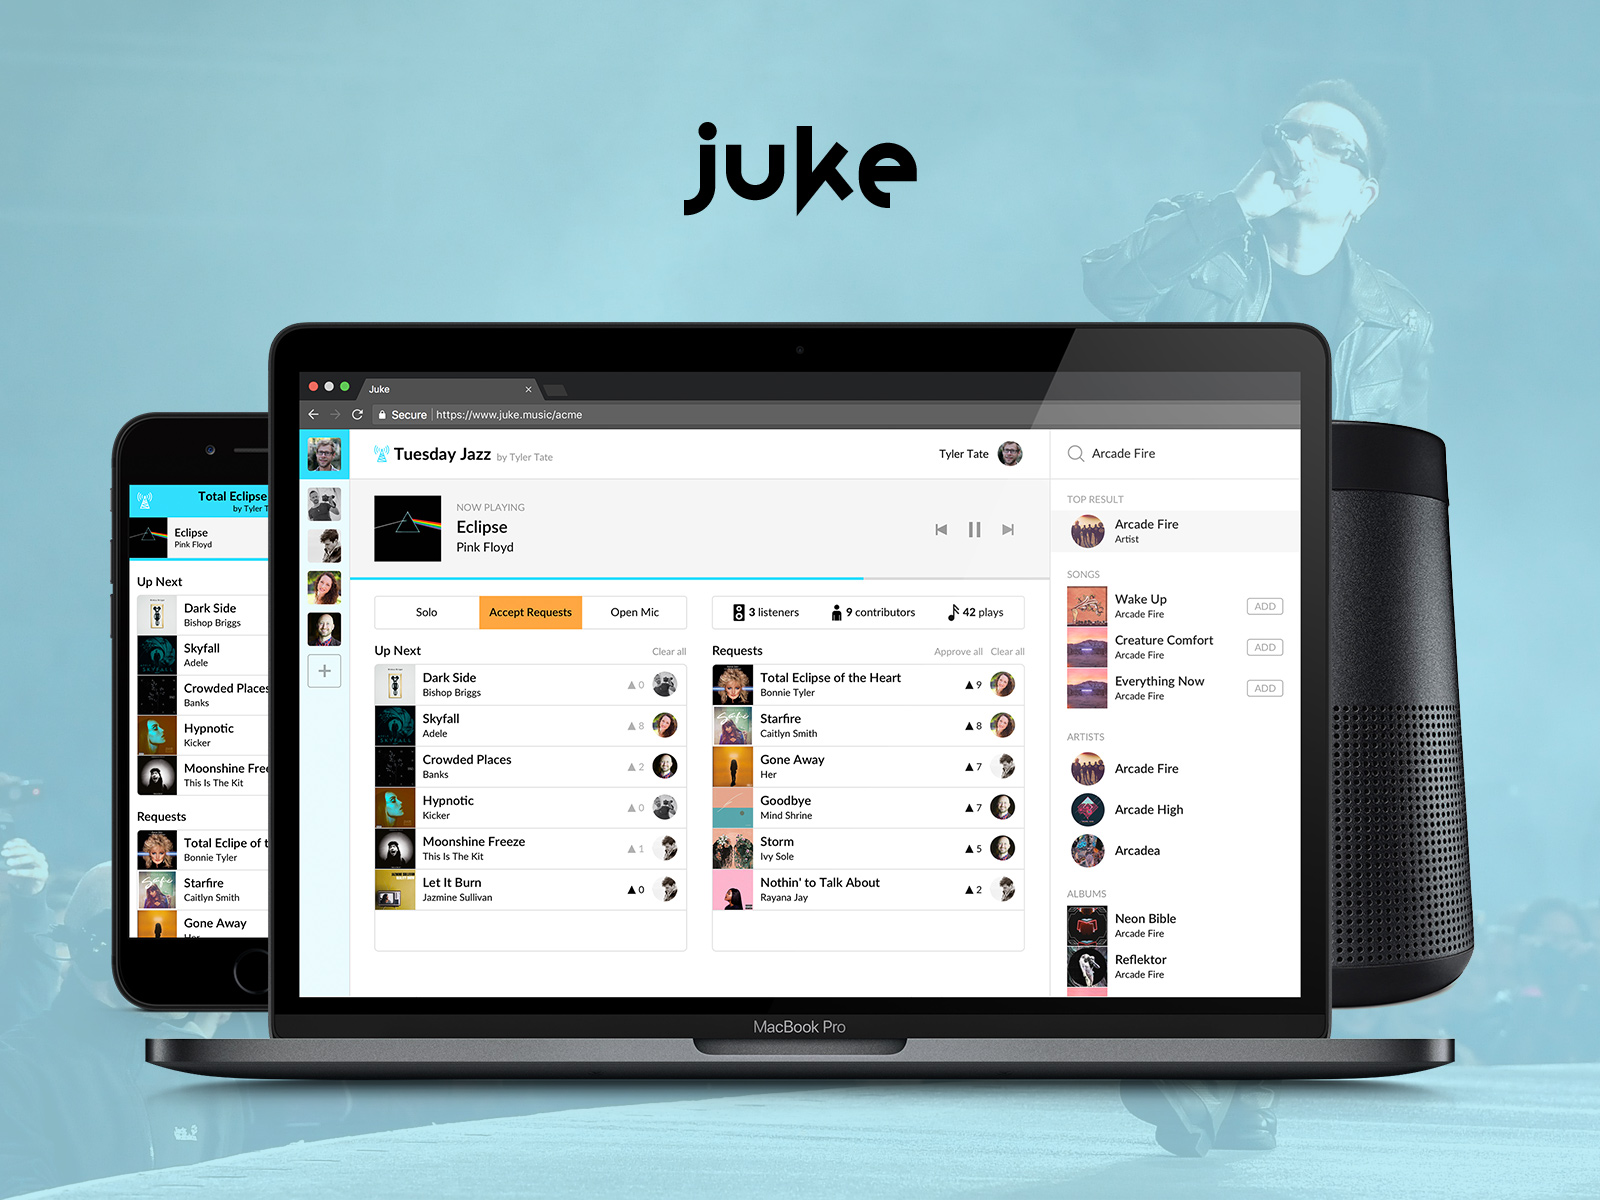 juke
Juke
Secure https://www.juke.music/acme
Tuesday Jazz by Tyler Tate
Tyler Tate
NOW PLAYING
Eclipse
Pink Floyd
Solo
Accept Requests
Open Mic
3 listeners
9 contributors
42 plays
Up Next
Clear all
Dark Side
Bishop Briggs
0
Skyfall
Adele
8
Crowded Places
Banks
2
Hypnotic
Kicker
0
Moonshine Freeze
This Is The Kit
1
Let It Burn
Jazmine Sullivan
0
Requests
Approve all Clear all
Total Eclipse of the Heart
Bonnie Tyler
9
Starfire
Caitlyn Smith
8
Gone Away
Her
7
Goodbye
Mind Shrine
7
Storm
Ivy Sole
5
Nothin' to Talk About
Rayana Jay
2
Arcade Fire
TOP RESULT
Arcade Fire
Artist
SONGS
Wake Up
Arcade Fire
ADD
Creature Comfort
Arcade Fire
ADD
Everything Now
Arcade Fire
ADD
ARTISTS
Arcade Fire
Arcade High
Arcadea
ALBUMS
Neon Bible
Arcade Fire
Reflektor
Arcade Fire
Total Eclipse
by Tyler T
Eclipse
Pink Floyd
Up Next
Dark Side
Bishop Briggs
Skyfall
Adele
Crowded Places
Banks
Hypnotic
Kicker
Moonshine Free
This Is The Kit
Requests
Total Eclipe of t
Bonnie Tyler
Starfire
Caitlyn Smith
Gone Away
Her
MacBook Pro